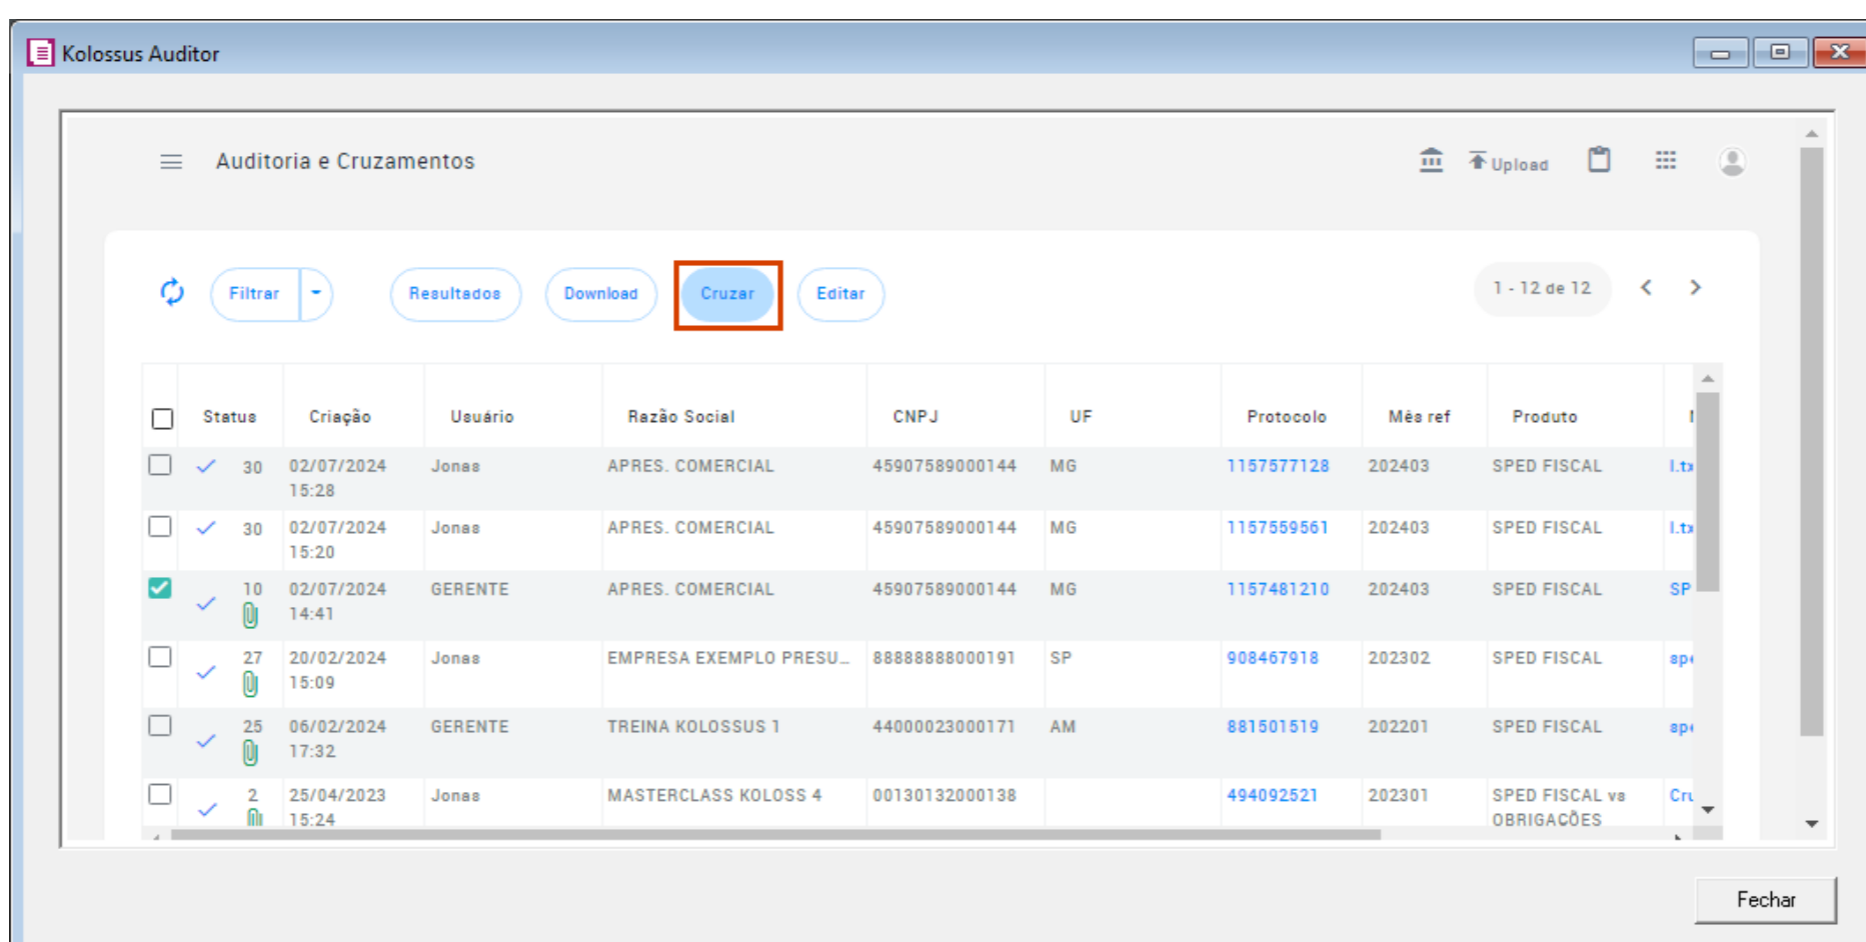 Kolossus Auditor
Auditoria e Cruzamentos
Upload
Filtrar
Resultados
Download
Cruzar
Editar
1 - 12 de 12
Status Criação Usuário Razão Social CNPJ UF Protocolo Mês ref Produto
30 02/07/2024 Jonas APRES. COMERCIAL 45907589000144 MG 1157577128 202403 SPED FISCAL l.tx
15:28
30 02/07/2024 Jonas APRES. COMERCIAL 45907589000144 MG 1157559561 202403 SPED FISCAL l.tx
15:20
10 02/07/2024 GERENTE APRES. COMERCIAL 45907589000144 MG 1157481210 202403 SPED FISCAL SP
14:41
27 20/02/2024 Jonas EMPRESA EXEMPLO PRESU… 88888888000191 SP 908467918 202302 SPED FISCAL spe
15:09
25 06/02/2024 GERENTE TREINA KOLOSSUS 1 44000023000171 AM 881501519 202201 SPED FISCAL spe
17:32
2 25/04/2023 Jonas MASTERCLASS KOLOSS 4 00130132000138 494092521 202301 SPED FISCAL vs Cru
15:24 OBRIGAÇÕES
Fechar